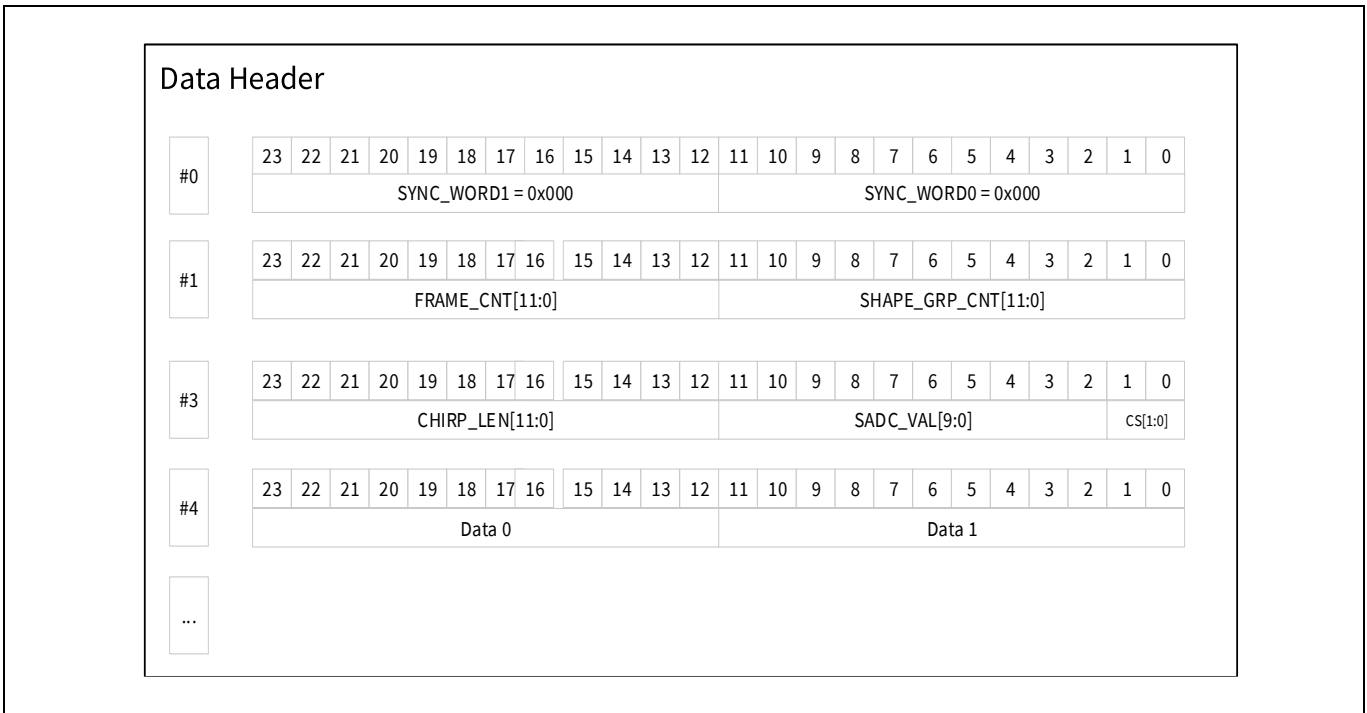 Data Header
#0
23 22 21 20 19 18 17 16 15 14 13 12 11 10 9 8 7 6 5 4 3 2 1 0
SYNC_WORD1 = 0x000 SYNC_WORD0 = 0x000
#1
23 22 21 20 19 18 17 16 15 14 13 12 11 10 9 8 7 6 5 4 3 2 1 0
FRAME_CNT[11:0] SHAPE_GRP_CNT[11:0]
#3
23 22 21 20 19 18 17 16 15 14 13 12 11 10 9 8 7 6 5 4 3 2 1 0
CHIRP_LEN[11:0] SADC_VAL[9:0] CS[1:0]
#4
23 22 21 20 19 18 17 16 15 14 13 12 11 10 9 8 7 6 5 4 3 2 1 0
Data 0 Data 1
...